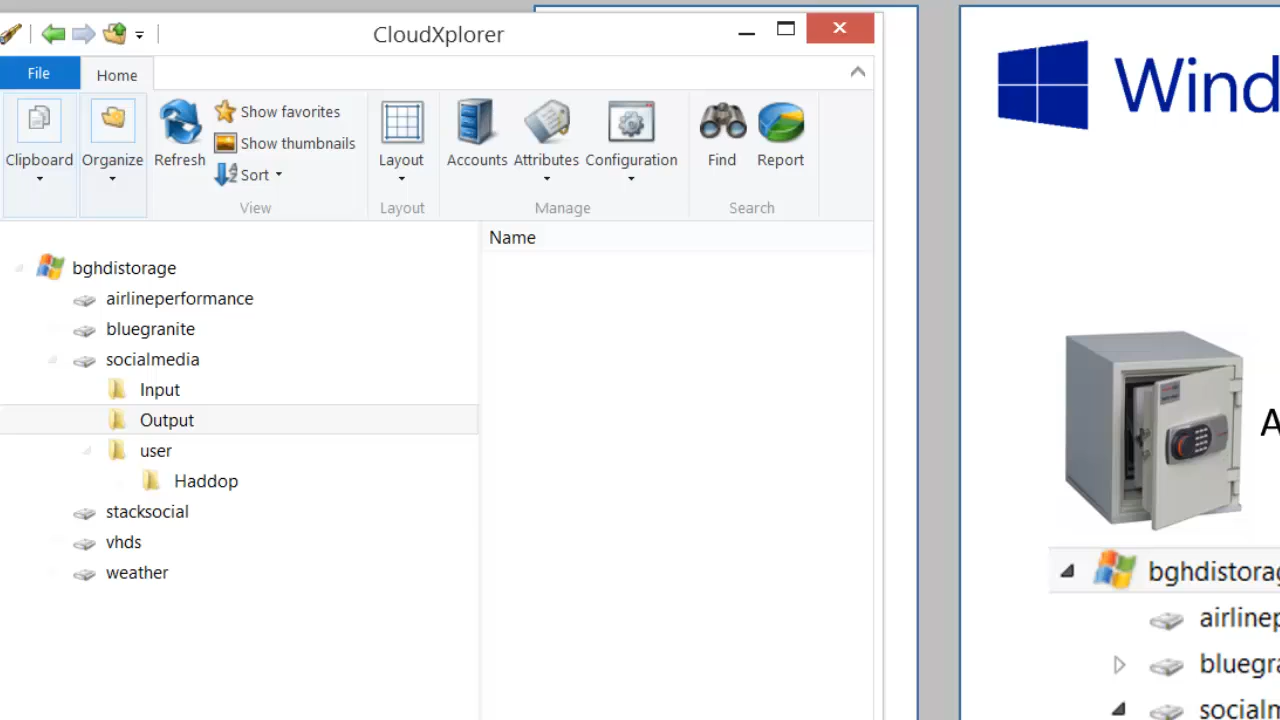 CloudXplorer
File
Home
Clipboard
Organize
Refresh
Show favorites
Show thumbnails
Sort
View
Layout
Layout
Accounts
Attributes
Configuration
Manage
Find
Report
Search
bghdistorage
airlineperformance
bluegranite
socialmedia
Input
Output
user
Haddop
stacksocial
vhds
weather
Name
Wind
A
bghdistorag
airlinep
bluegra
socialm